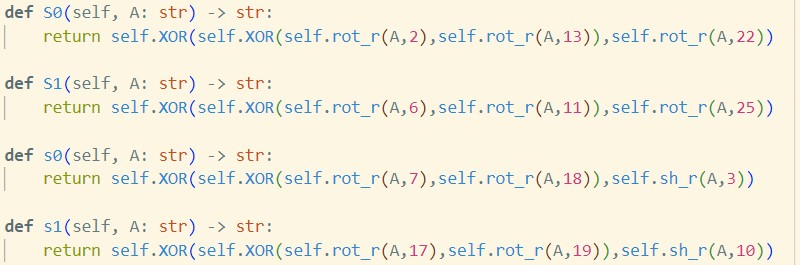 def S0(self, A: str) -> str:
    return self.XOR(self.XOR(self.rot_r(A,2),self.rot_r(A,13)),self.rot_r(A,22))
def S1(self, A: str) -> str:
    return self.XOR(self.XOR(self.rot_r(A,6),self.rot_r(A,11)),self.rot_r(A,25))
def s0(self, A: str) -> str:
    return self.XOR(self.XOR(self.rot_r(A,7),self.rot_r(A,18)),self.sh_r(A,3))
def s1(self, A: str) -> str:
    return self.XOR(self.XOR(self.rot_r(A,17),self.rot_r(A,19)),self.sh_r(A,10))